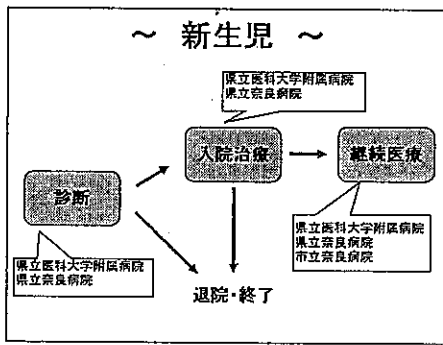 ～ 新生児 ～
県立医科大学附属病院
県立奈良病院
入院治療
継続医療
診断
県立医科大学附属病院
県立奈良病院
市立奈良病院
県立医科大学附属病院
県立奈良病院
退院・終了